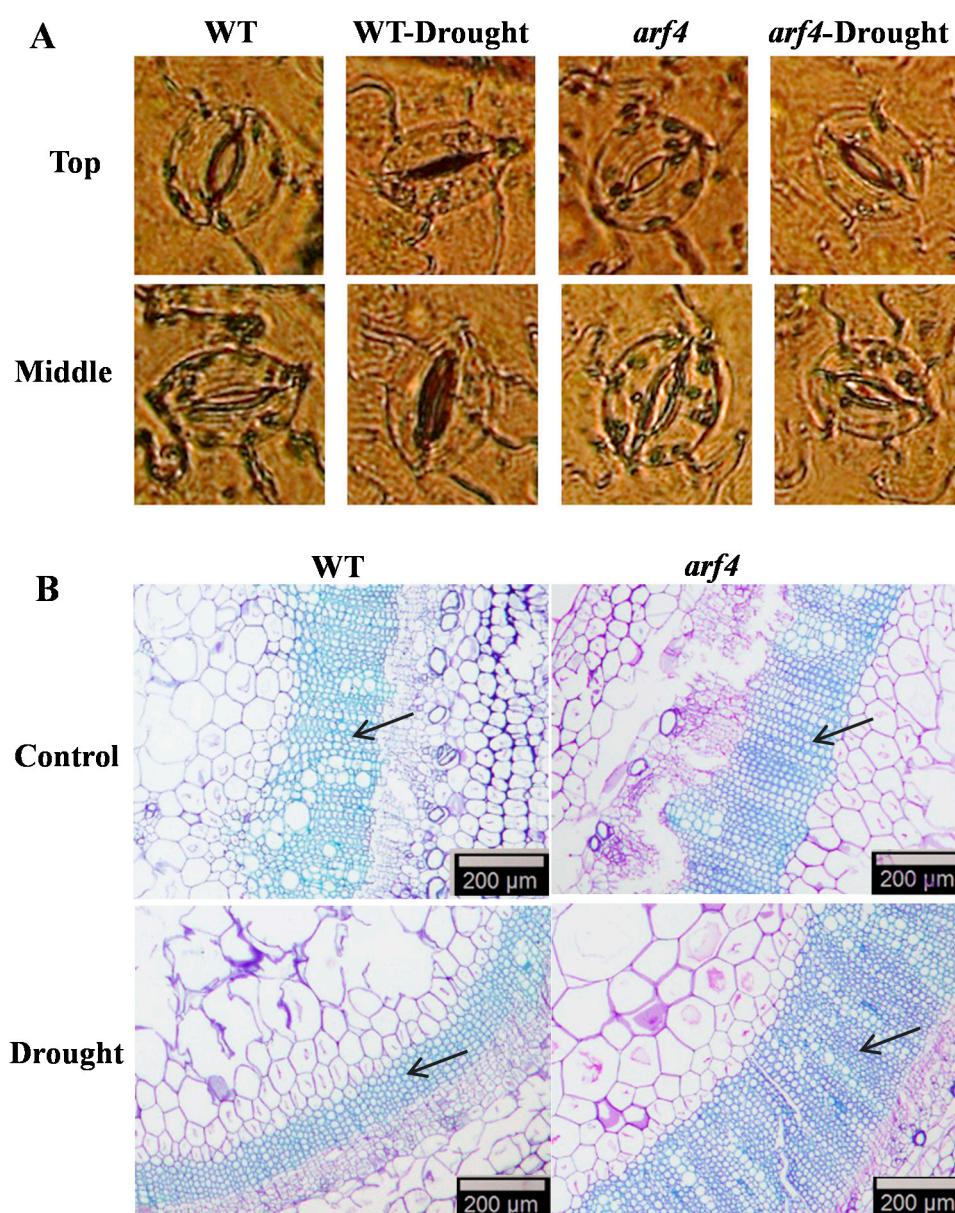 A
WT
WT-Drought
arf4
arf4-Drought
Top
Middle
B
WT
arf4
Control
200 µm
200 µm
Drought
200 µm
200 µm